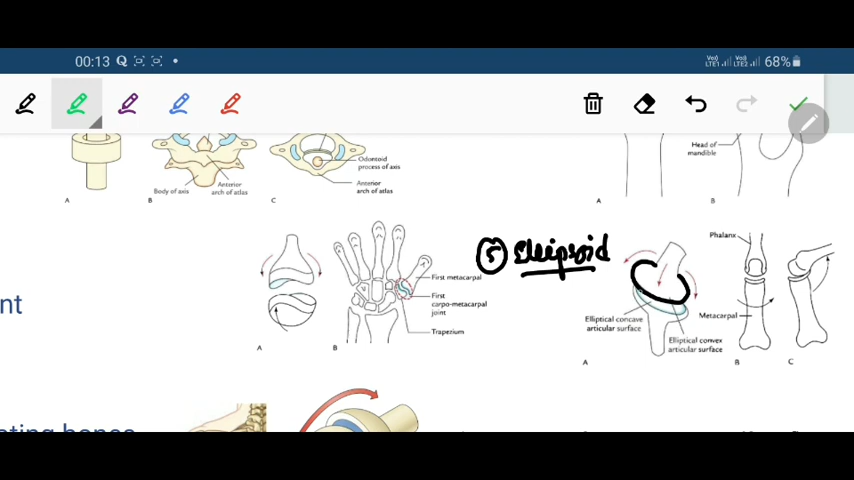 00:13
68%
Odontoid
process of axis
Body of axis
Anterior
arch of atlas
Anterior
arch of atlas
Head of
mandible
A
B
C
A
B
nt
First metacarpal
First
carpo-metacarpal
joint
Trapezium
A
B
5
Elliptical concave
articular surface
Elliptical convex
articular surface
Phalanx
Metacarpal
A
B
C
ating bones